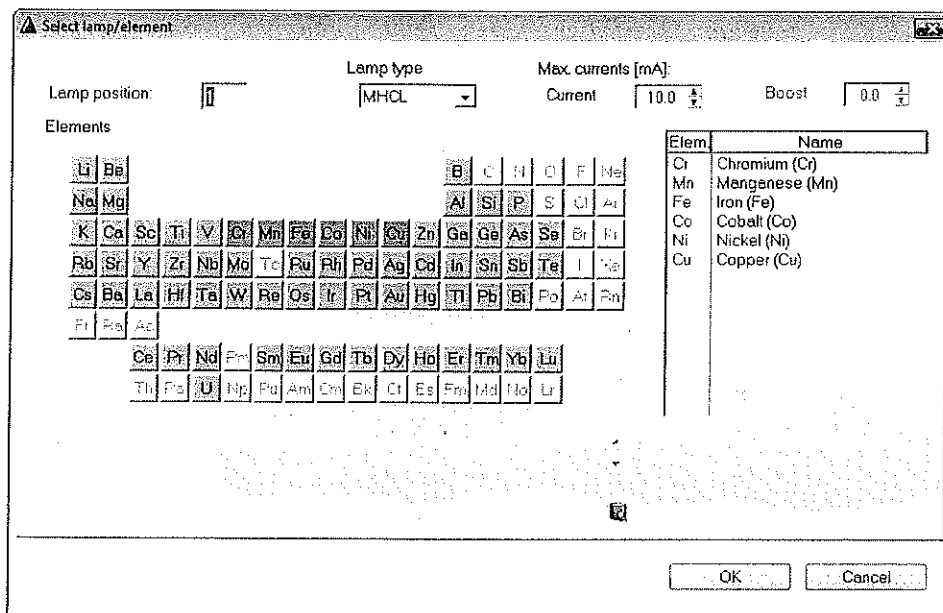 Select lamp/element
Lamp type
Max. currents [mA]:
Lamp position:
1
MHCL
Current
10.0
Boost
0.0
Elements
Elem. Name
Cr Chromium (Cr)
Mn Manganese (Mn)
Fe Iron (Fe)
Co Cobalt (Co)
Ni Nickel (Ni)
Cu Copper (Cu)
Li Be B C N O F Ne
Na Mg Al Si P S Cl Ar
K Ca Sc Ti V Cr Mn Fe Co Ni Cu Zn Ga Ge As Se Br Kr
Rb Sr Y Zr Nb Mo Tc Ru Rh Pd Ag Cd In Sn Sb Te I Xe
Cs Ba La Hf Ta W Re Os Ir Pt Au Hg Tl Pb Bi Po At Rn
Fr Ra Ac
Ce Pr Nd Pm Sm Eu Gd Tb Dy Ho Er Tm Yb Lu
Th Pa U Np Pu Am Cm Bk Cf Es Fm Md No Lr
OK
Cancel